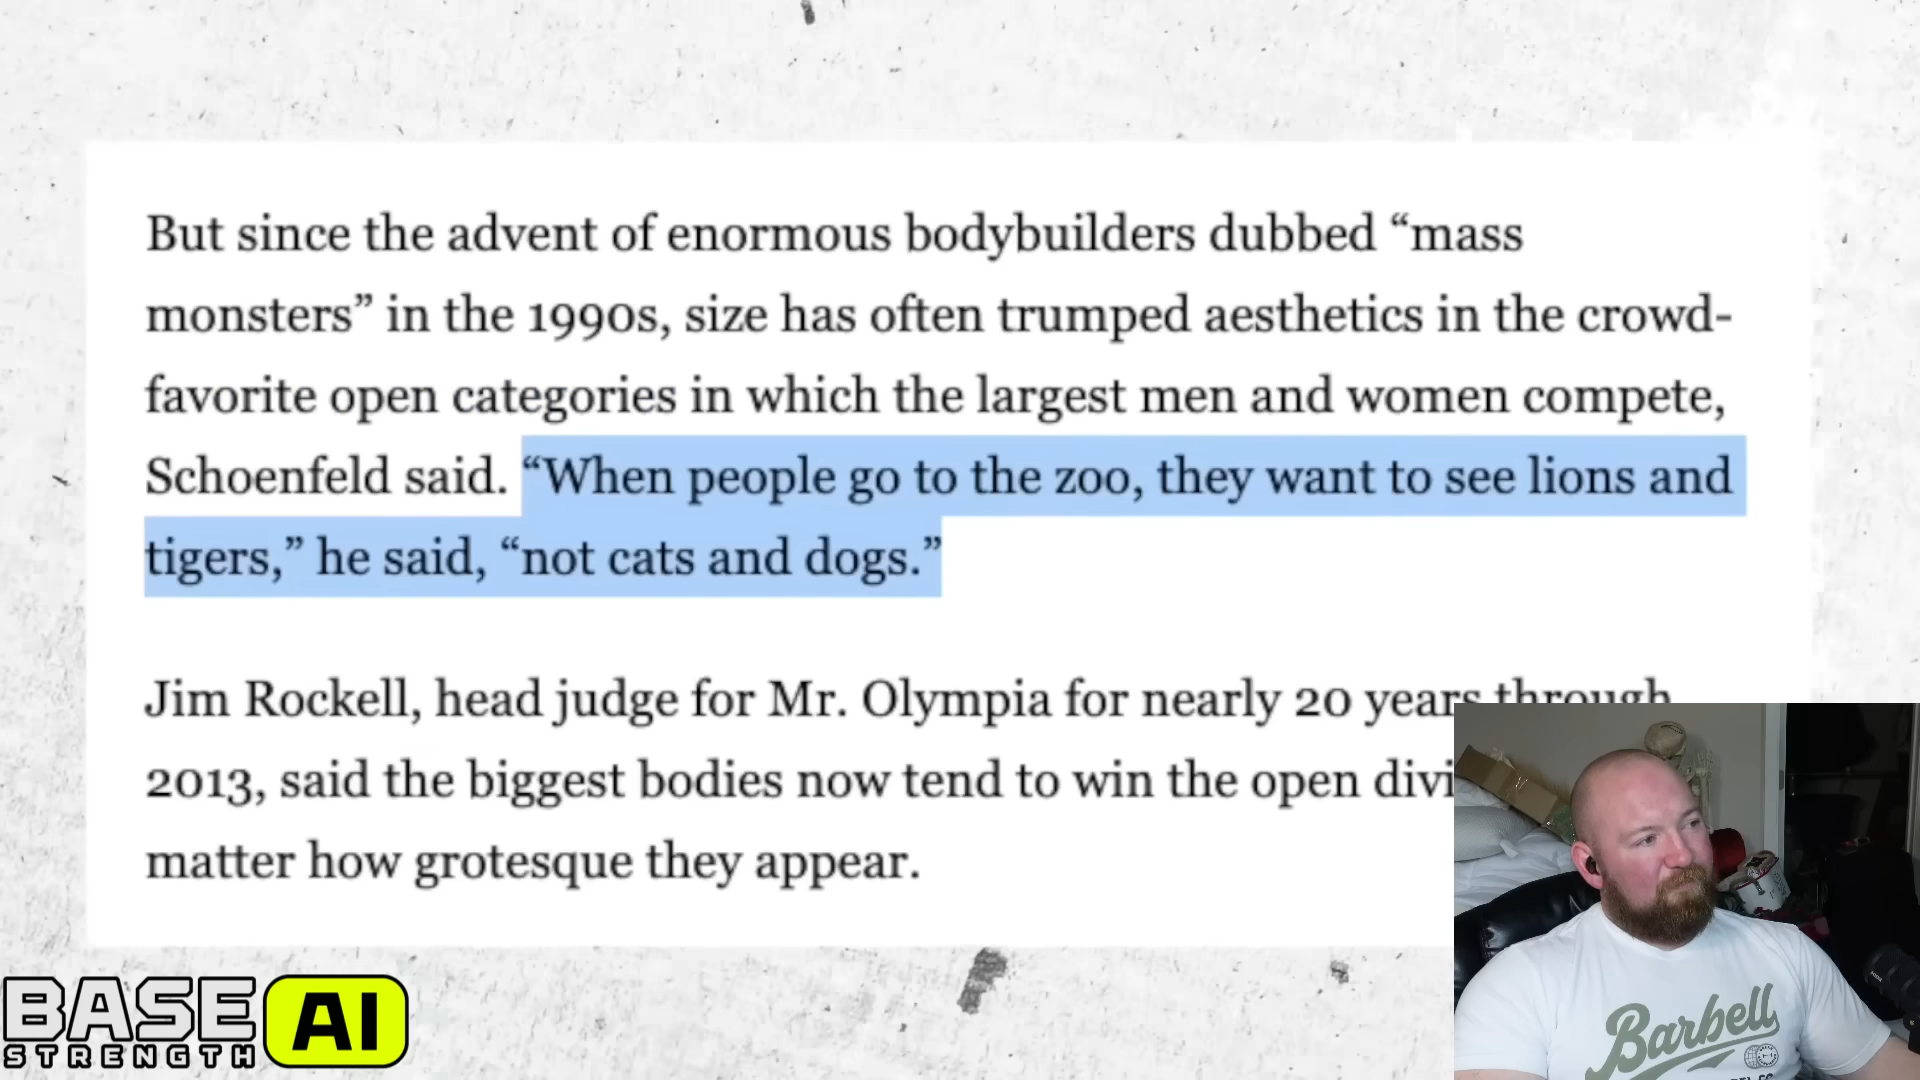 But since the advent of enormous bodybuilders dubbed “mass
monsters” in the 1990s, size has often trumped aesthetics in the crowd-
favorite open categories in which the largest men and women compete,
Schoenfeld said. “When people go to the zoo, they want to see lions and
tigers,” he said, “not cats and dogs.”
Jim Rockell, head judge for Mr. Olympia for nearly 20 years through
2013, said the biggest bodies now tend to win the open divi
matter how grotesque they appear.
BASE AI
STRENGTH
Barbell